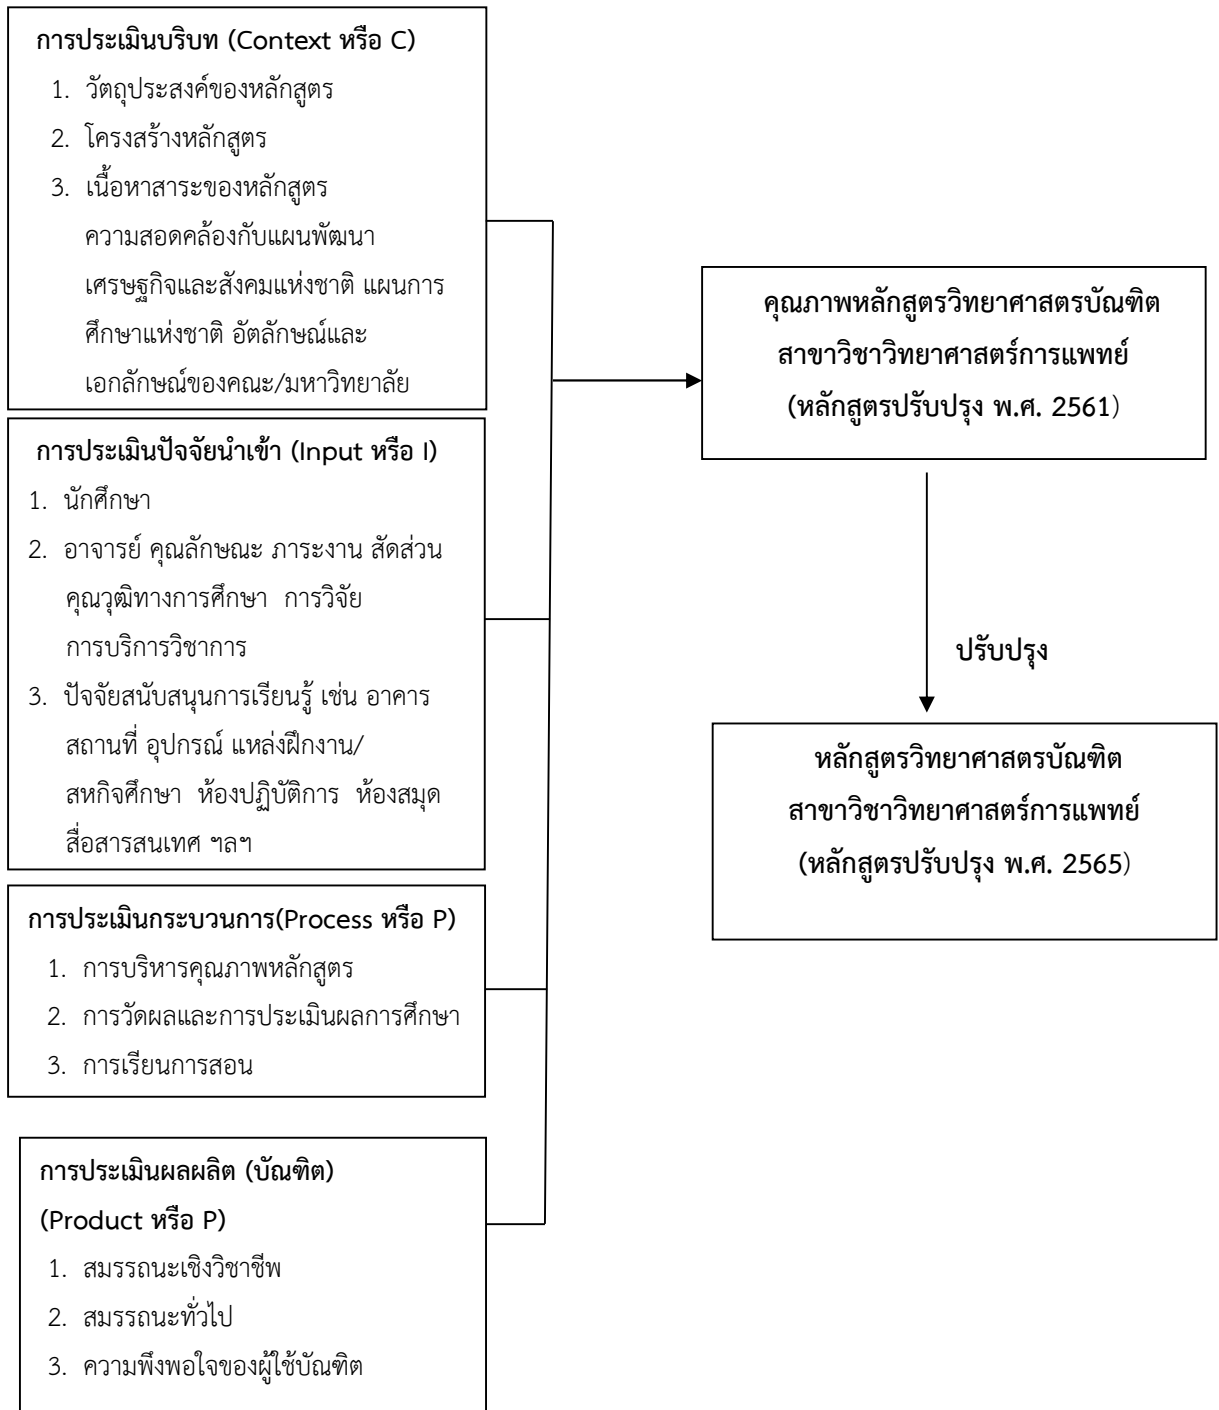 การประเมินบริบท (Context หรือ C)
1. วัตถุประสงค์ของหลักสูตร
2. โครงสร้างหลักสูตร
3. เนื้อหาสาระของหลักสูตร
ความสอดคล้องกับแผนพัฒนา
เศรษฐกิจและสังคมแห่งชาติ แผนการ
ศึกษาแห่งชาติ อัตลักษณ์และ
เอกลักษณ์ของคณะ/มหาวิทยาลัย
การประเมินปัจจัยนำเข้า (Input หรือ I)
1. นักศึกษา
2. อาจารย์ คุณลักษณะ ภาระงาน สัดส่วน
คุณวุฒิทางการศึกษา การวิจัย
การบริการวิชาการ
3. ปัจจัยสนับสนุนการเรียนรู้ เช่น อาคาร
สถานที่ อุปกรณ์ แหล่งฝึกงาน/
สหกิจศึกษา ห้องปฏิบัติการ ห้องสมุด
สื่อสารสนเทศ ฯลฯ
การประเมินกระบวนการ(Process หรือ P)
1. การบริหารคุณภาพหลักสูตร
2. การวัดผลและการประเมินผลการศึกษา
3. การเรียนการสอน
การประเมินผลผลิต (บัณฑิต)
(Product หรือ P)
1. สมรรถนะเชิงวิชาชีพ
2. สมรรถนะทั่วไป
3. ความพึงพอใจของผู้ใช้บัณฑิต
คุณภาพหลักสูตรวิทยาศาสตรบัณฑิต
สาขาวิชาวิทยาศาสตร์การแพทย์
(หลักสูตรปรับปรุง พ.ศ. 2561)
ปรับปรุง
หลักสูตรวิทยาศาสตรบัณฑิต
สาขาวิชาวิทยาศาสตร์การแพทย์
(หลักสูตรปรับปรุง พ.ศ. 2565)